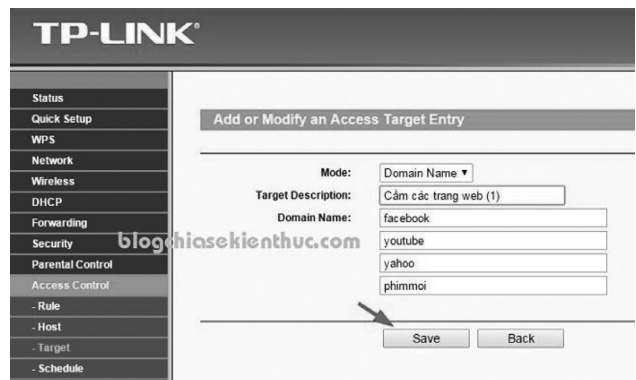 TP-LINK®
Status
Quick Setup
WPS
Network
Wireless
DHCP
Forwarding
Security
Parental Control
Access Control
- Rule
- Host
- Target
- Schedule
Add or Modify an Access Target Entry
Mode: Domain Name
Target Description: Cấm các trang web (1)
Domain Name: facebook
youtube
yahoo
phimmoi
Save Back
blogchiasekienthuc.com